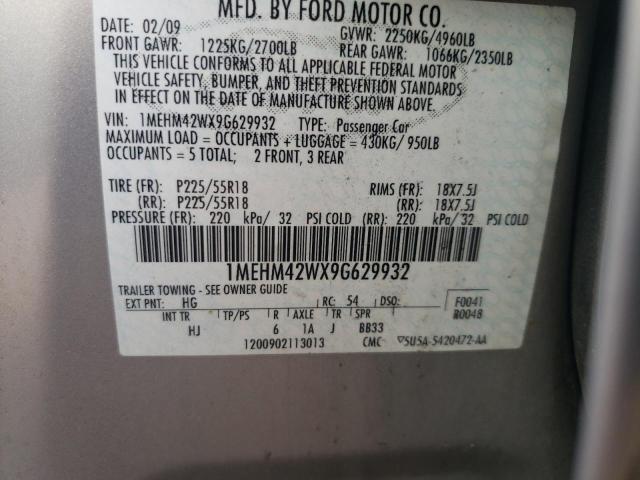 MFD. BY FORD MOTOR CO.
DATE: 02/09 GVWR: 2250KG/4960LB
FRONT GAWR: 1225KG/2700LB REAR GAWR: 1066KG/2350LB
THIS VEHICLE CONFORMS TO ALL APPLICABLE FEDERAL MOTOR
VEHICLE SAFETY, BUMPER, AND THEFT PREVENTION STANDARDS
IN EFFECT ON THE DATE OF MANUFACTURE SHOWN ABOVE.
VIN: 1MEHM42WX9G629932 TYPE: Passenger Car
MAXIMUM LOAD = OCCUPANTS + LUGGAGE = 430KG/ 950LB
OCCUPANTS = 5 TOTAL; 2 FRONT, 3 REAR
TIRE (FR): P225/55R18 RIMS (FR): 18X7.5J
(RR): P225/55R18 (RR): 18X7.5J
PRESSURE (FR): 220 kPa/ 32 PSI COLD (RR): 220 kPa/ 32 PSI COLD
1MEHM42WX9G629932
TRAILER TOWING - SEE OWNER GUIDE
EXT PNT: HG RC: 54 DSO: F0041
R0048
INT TR TP/PS R AXLE TR SPR
HJ 6 1A J BB33
1200902113013 CMC 5U5A-5420472-AA